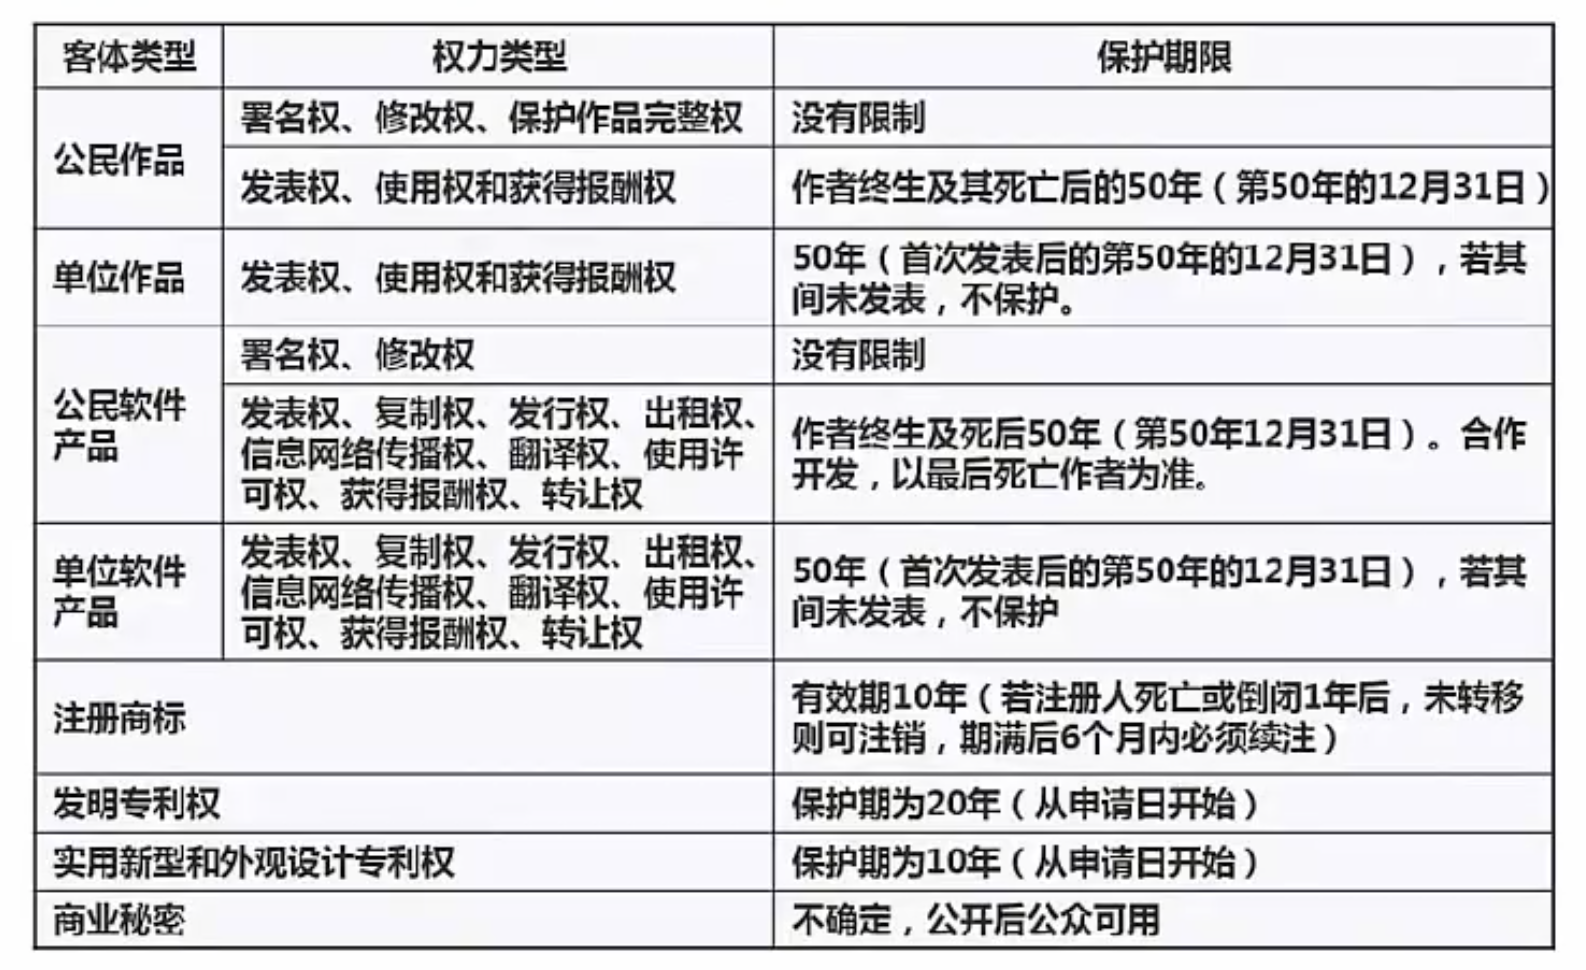 客体类型
权力类型
保护期限
公民作品
署名权、修改权、保护作品完整权
没有限制
发表权、使用权和获得报酬权
作者终生及其死亡后的50年（第50年的12月31日）
单位作品
发表权、使用权和获得报酬权
50年（首次发表后的第50年的12月31日），若其
间未发表，不保护。
公民软件
产品
署名权、修改权
没有限制
发表权、复制权、发行权、出租权、
信息网络传播权、翻译权、使用许
可权、获得报酬权、转让权
作者终生及死后50年（第50年12月31日）。合作
开发，以最后死亡作者为准。
单位软件
产品
发表权、复制权、发行权、出租权、
信息网络传播权、翻译权、使用许
可权、获得报酬权、转让权
50年（首次发表后的第50年的12月31日），若其
间未发表，不保护
注册商标
有效期10年（若注册人死亡或倒闭1年后，未转移
则可注销，期满后6个月内必须续注）
发明专利权
保护期为20年（从申请日开始）
实用新型和外观设计专利权
保护期为10年（从申请日开始）
商业秘密
不确定，公开后公众可用